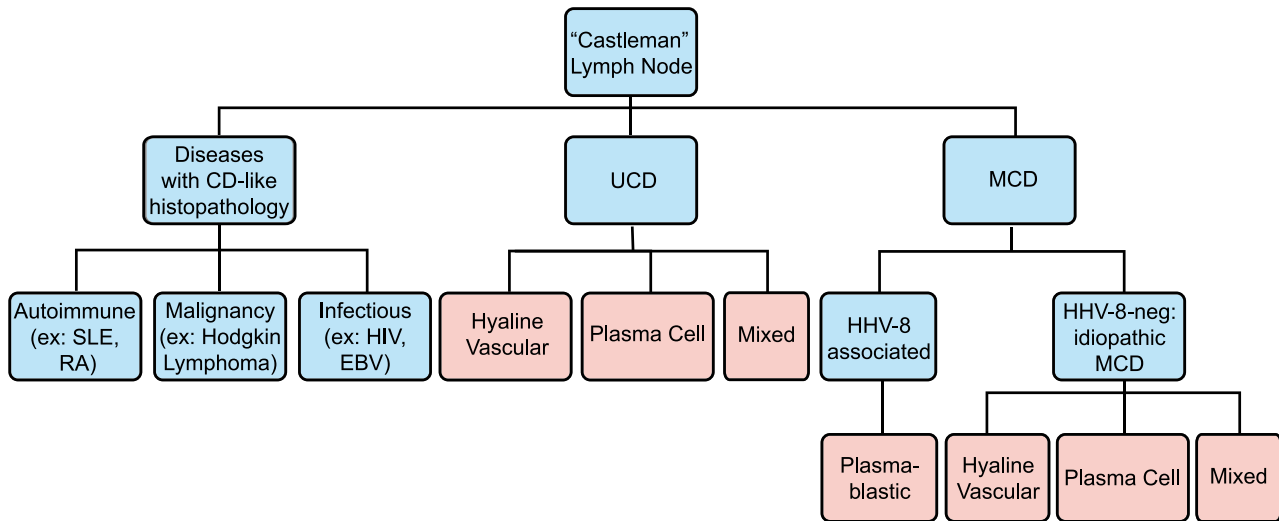 “Castleman”
Lymph Node
Diseases
with CD-like
histopathology
UCD
MCD
Autoimmune
(ex: SLE,
RA)
Malignancy
(ex: Hodgkin
Lymphoma)
Infectious
(ex: HIV,
EBV)
Hyaline
Vascular
Plasma Cell
Mixed
HHV-8
associated
HHV-8-neg:
idiopathic
MCD
Plasma-
blastic
Hyaline
Vascular
Plasma Cell
Mixed